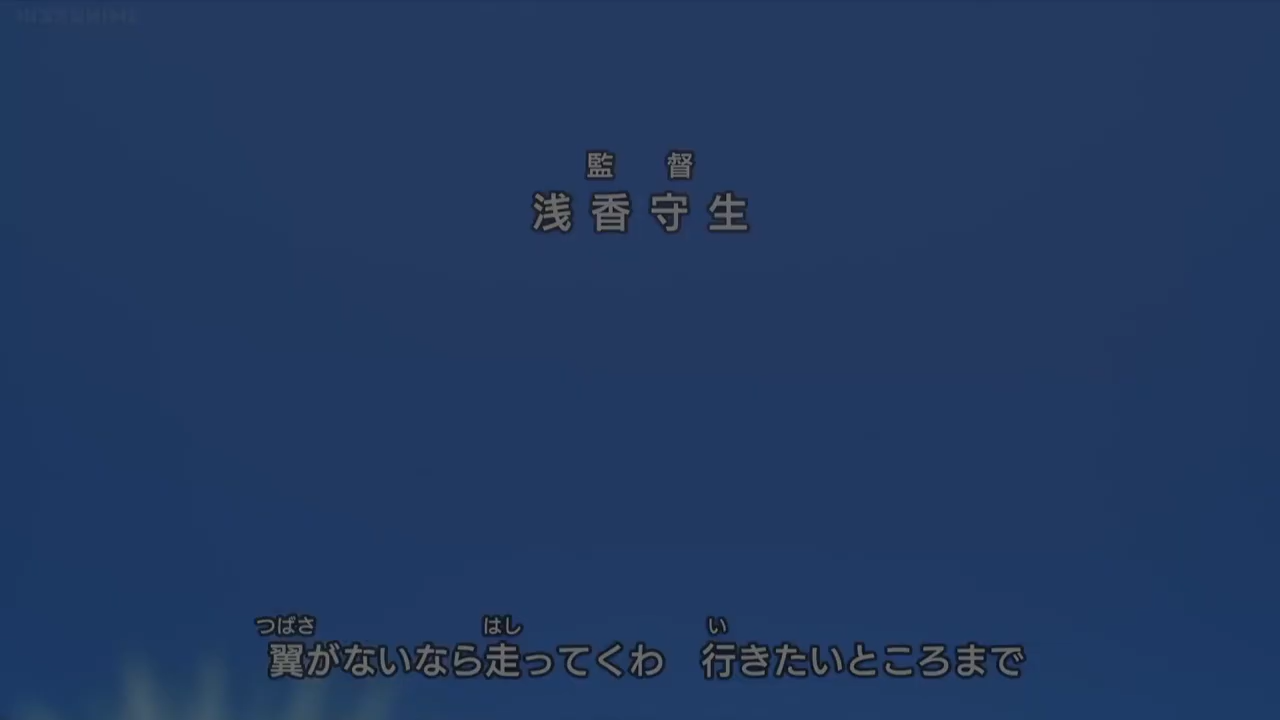 監　督
浅香守生
つばさ　はし　い
翼がないなら走ってくわ　行きたいところまで